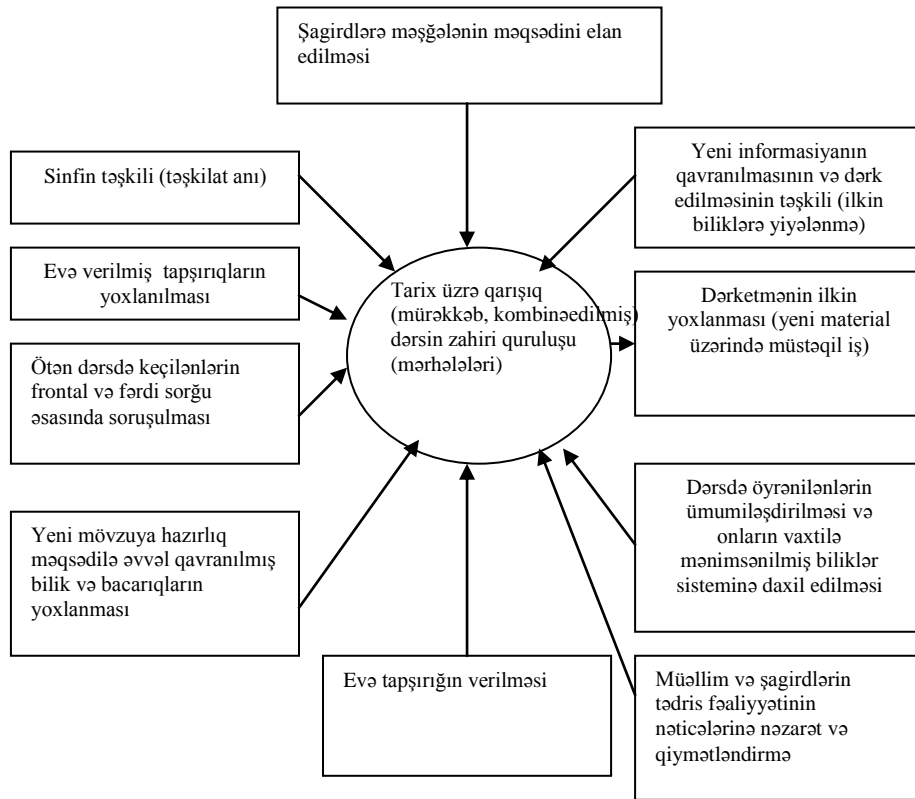 Şagirdlərə məşğələnin məqsədini elan
edilməsi
Sinfin təşkili (təşkilat anı)
Yeni informasiyanın
qavranılmasının və dərk
edilməsinin təşkili (ilkin
biliklərə yiyələnmə)
Evə verilmiş tapşırıqların
yoxlanılması
Tarix üzrə qarışıq
(mürəkkəb, kombinəedilmiş)
dərsin zahiri quruluşu
(mərhələləri)
Dərketmənin ilkin
yoxlanması (yeni material
üzərində müstəqil iş)
Ötən dərsdə keçilənlərin
frontal və fərdi sorğu
əsasında soruşulması
Dərsdə öyrənilənlərin
ümumiləşdirilməsi və
onların vaxtilə
mənimsənilmiş biliklər
sisteminə daxil edilməsi
Yeni mövzuya hazırlıq
məqsədilə əvvəl qavranılmış
bilik və bacarıqların
yoxlanması
Evə tapşırığın verilməsi
Müəllim və şagirdlərin
tədris fəaliyyətinin
nəticələrinə nəzarət və
qiymətləndirmə